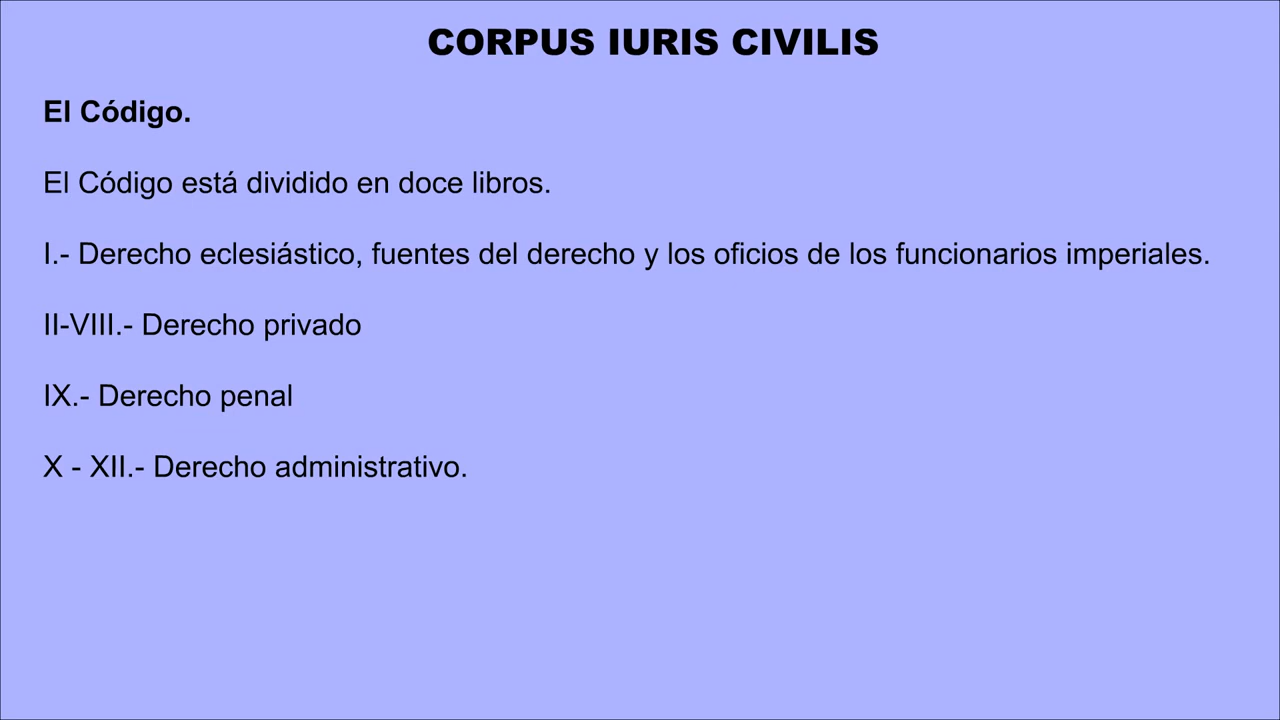 CORPUS IURIS CIVILIS
El Código.
El Código está dividido en doce libros.
I.- Derecho eclesiástico, fuentes del derecho y los oficios de los funcionarios imperiales.
II-VIII.- Derecho privado
IX.- Derecho penal
X - XII.- Derecho administrativo.